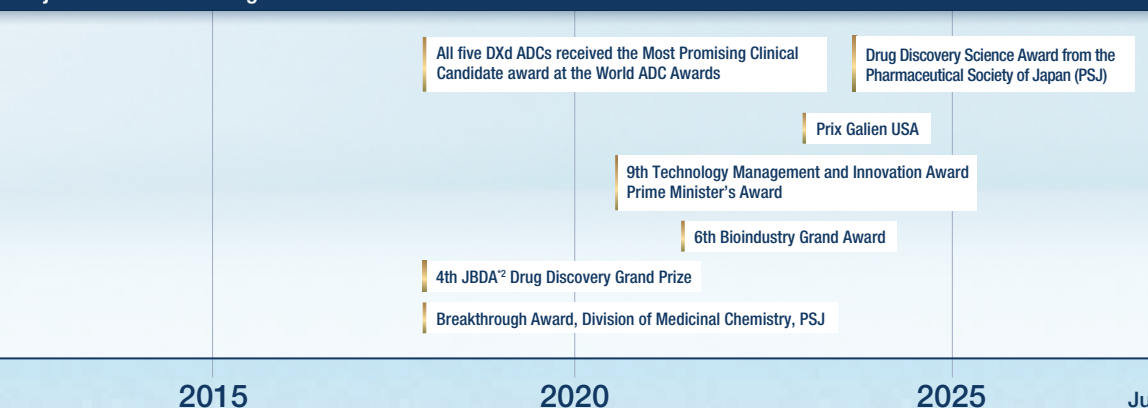 All five DXd ADCs received the Most Promising Clinical
Candidate award at the World ADC Awards
Drug Discovery Science Award from the
Pharmaceutical Society of Japan (PSJ)
Prix Galien USA
9th Technology Management and Innovation Award
Prime Minister’s Award
6th Bioindustry Grand Award
4th JBDA*2 Drug Discovery Grand Prize
Breakthrough Award, Division of Medicinal Chemistry, PSJ
2015
2020
2025
Ju